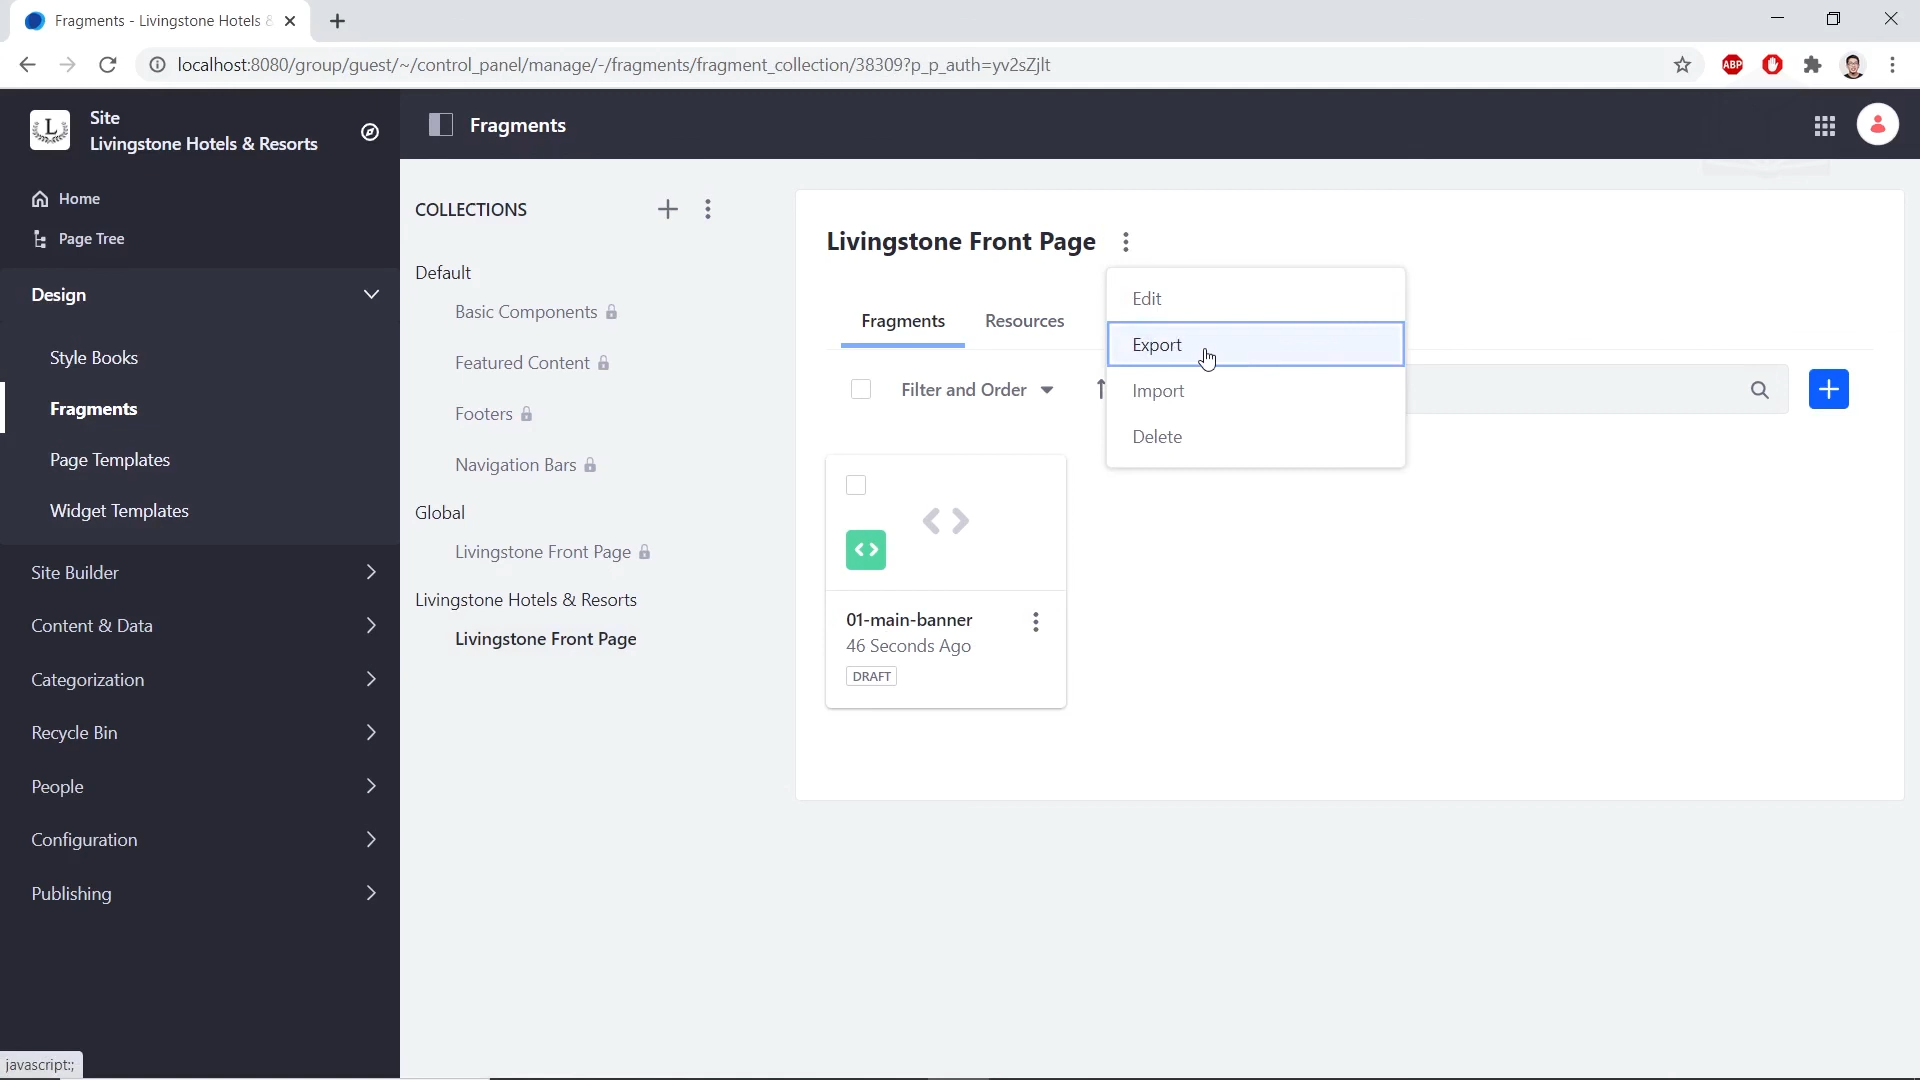 Fragments - Livingstone Hotels &
localhost:8080/group/guest/~/control_panel/manage/-/fragments/fragment_collection/38309?p_p_auth=yv2sZjlt
ABP
L
Site
Livingstone Hotels & Resorts
Fragments
Home
Page Tree
Design
Style Books
Fragments
Page Templates
Widget Templates
Site Builder
Content & Data
Categorization
Recycle Bin
People
Configuration
Publishing
javascript:;
COLLECTIONS
Default
Basic Components
Featured Content
Footers
Navigation Bars
Global
Livingstone Front Page
Livingstone Hotels & Resorts
Livingstone Front Page
Livingstone Front Page
Fragments
Resources
Edit
Export
Import
Delete
Filter and Order
01-main-banner
46 Seconds Ago
DRAFT